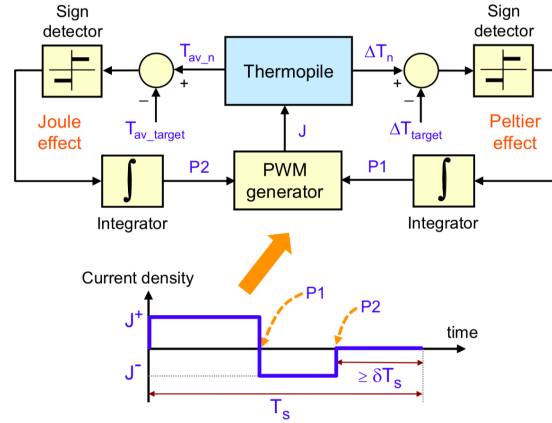 Sign
detector
Sign
detector
T_av_n
Thermopile
ΔT_n
+
+
−
−
T_av_target
ΔT_target
Joule
effect
Peltier
effect
J
∫
P2
PWM
generator
P1
∫
Integrator
Integrator
Current density
P1
P2
J⁺
time
J⁻
≥ δT_s
T_s